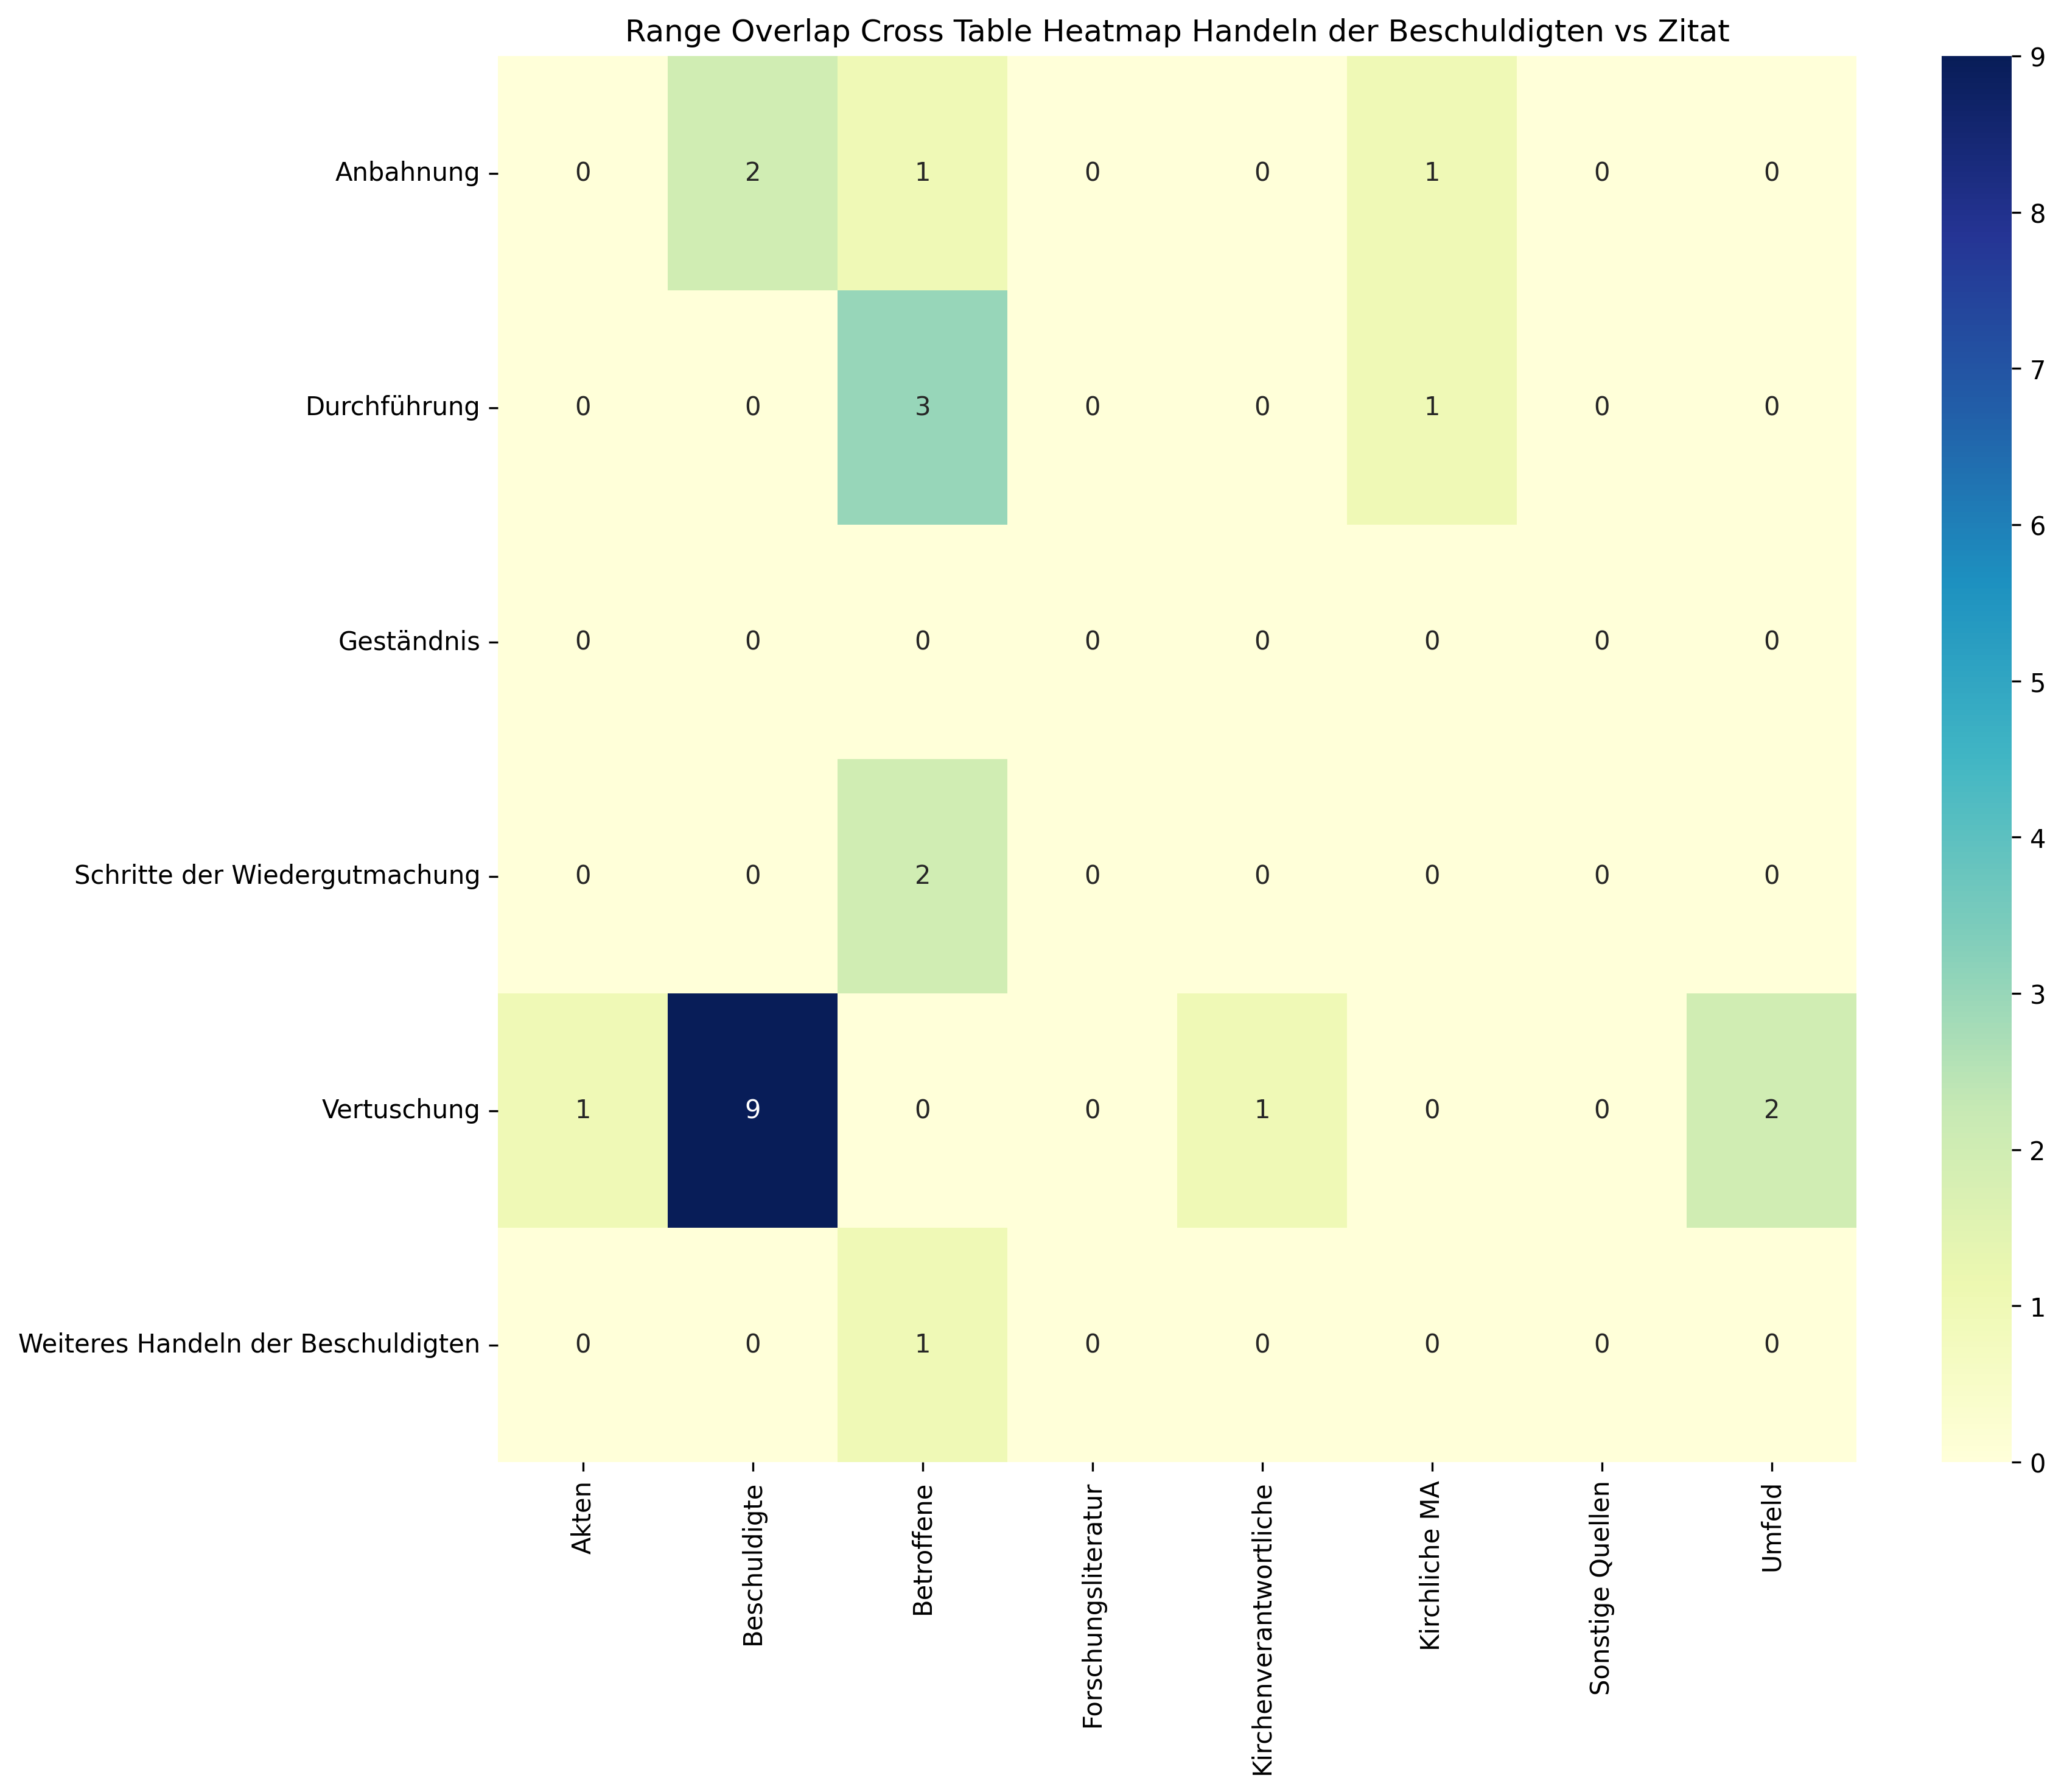 Range Overlap Cross Table Heatmap Handeln der Beschuldigten vs Zitat
Anbahnung 0 2 1 0 0 1 0 0
Durchführung 0 0 3 0 0 1 0 0
Geständnis 0 0 0 0 0 0 0 0
Schritte der Wiedergutmachung 0 0 2 0 0 0 0 0
Vertuschung 1 9 0 0 1 0 0 2
Weiteres Handeln der Beschuldigten 0 0 1 0 0 0 0 0
Akten
Beschuldigte
Betroffene
Forschungsliteratur
Kirchenverantwortliche
Kirchliche MA
Sonstige Quellen
Umfeld
9
8
7
6
5
4
3
2
1
0